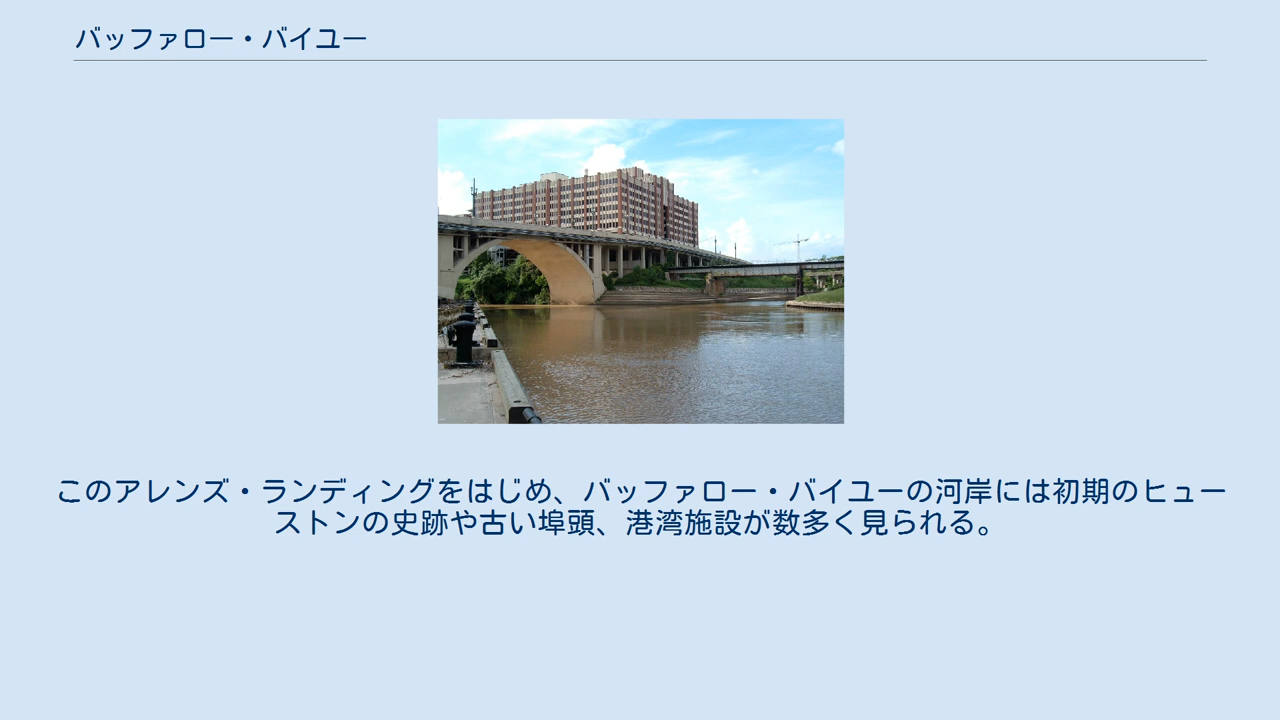 バッファロー・バイユー
このアレンズ・ランディングをはじめ、バッファロー・バイユーの河岸には初期のヒュー
ストンの史跡や古い埠頭、港湾施設が数多く見られる。